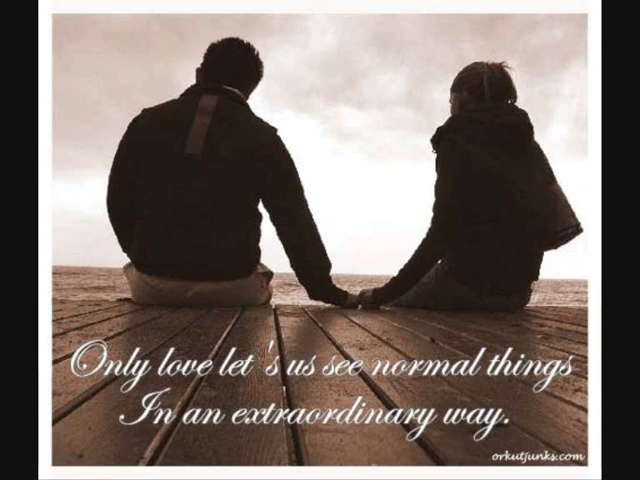 Only love let 's us see normal things
In an extraordinary way.
orkutjunks.com